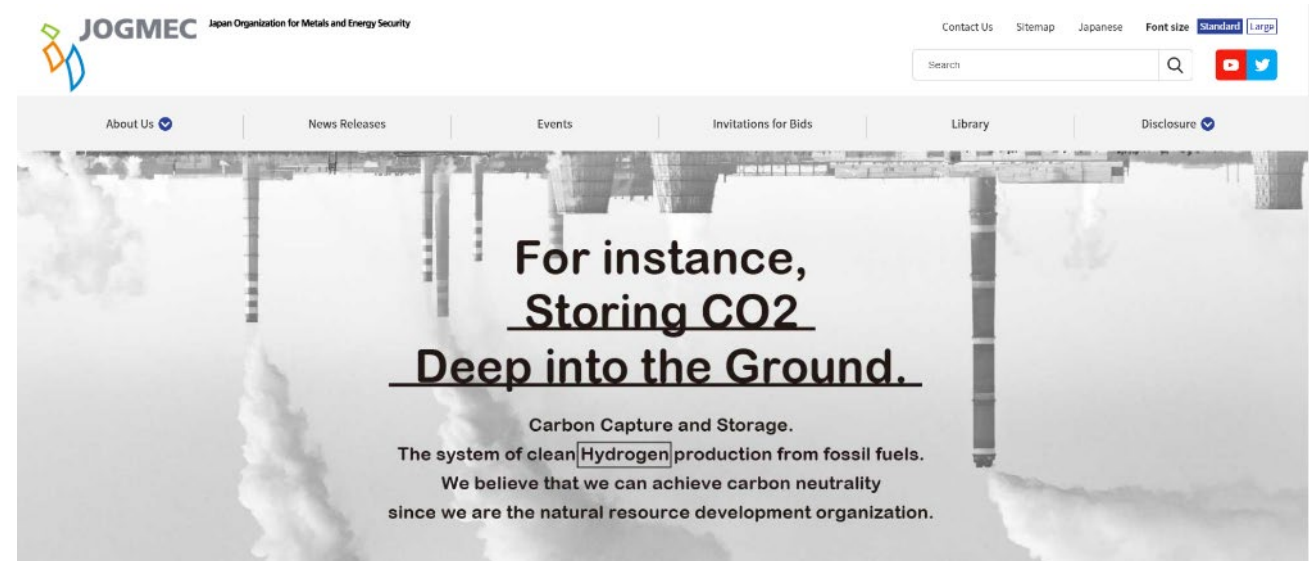 JOGMEC Japan Organization for Metals and Energy Security
Contact Us Sitemap Japanese Font size Standard Large
Search
About Us News Releases Events Invitations for Bids Library Disclosure
For instance,
Storing CO2
Deep into the Ground.
Carbon Capture and Storage.
The system of clean Hydrogen production from fossil fuels.
We believe that we can achieve carbon neutrality
since we are the natural resource development organization.